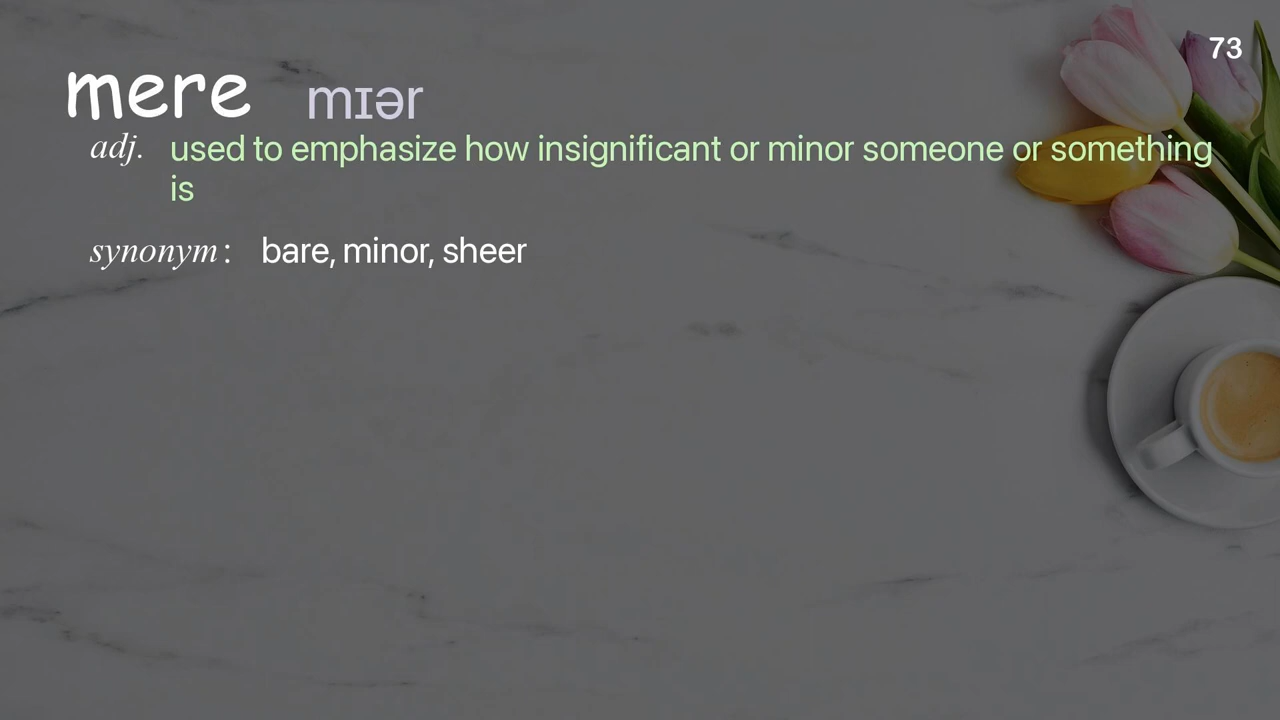 73
mere mɪər
adj. used to emphasize how insignificant or minor someone or something
is
synonym: bare, minor, sheer